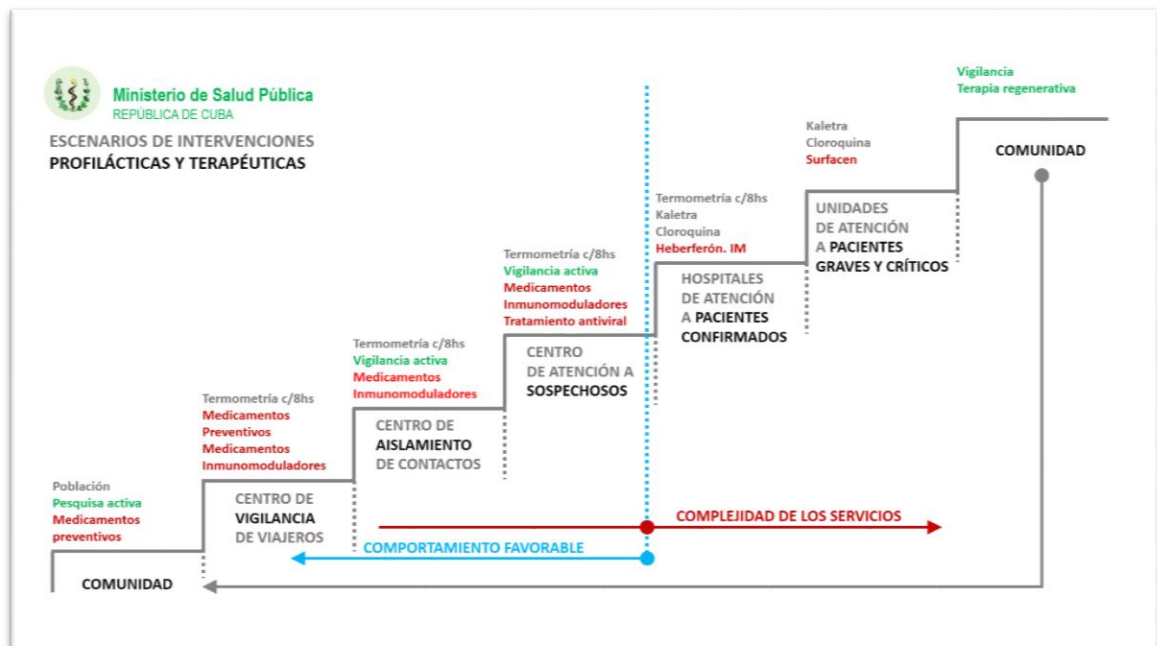 Ministerio de Salud Pública
REPÚBLICA DE CUBA
ESCENARIOS DE INTERVENCIONES
PROFILÁCTICAS Y TERAPÉUTICAS
Población
Pesquisa activa
Medicamentos
preventivos
COMUNIDAD
Termometría c/8hs
Medicamentos
Preventivos
Medicamentos
Inmunomoduladores
CENTRO DE
VIGILANCIA
DE VIAJEROS
Termometría c/8hs
Vigilancia activa
Medicamentos
Inmunomoduladores
CENTRO DE
AISLAMIENTO
DE CONTACTOS
Termometría c/8hs
Vigilancia activa
Medicamentos
Inmunomoduladores
Tratamiento antiviral
CENTRO
DE ATENCIÓN A
SOSPECHOSOS
Termometría c/8hs
Kaletra
Cloroquina
Heberferón. IM
HOSPITALES
DE ATENCIÓN
A PACIENTES
CONFIRMADOS
Kaletra
Cloroquina
Surfacen
UNIDADES
DE ATENCIÓN
A PACIENTES
GRAVES Y CRÍTICOS
Vigilancia
Terapia regenerativa
COMUNIDAD
COMPLEJIDAD DE LOS SERVICIOS
COMPORTAMIENTO FAVORABLE